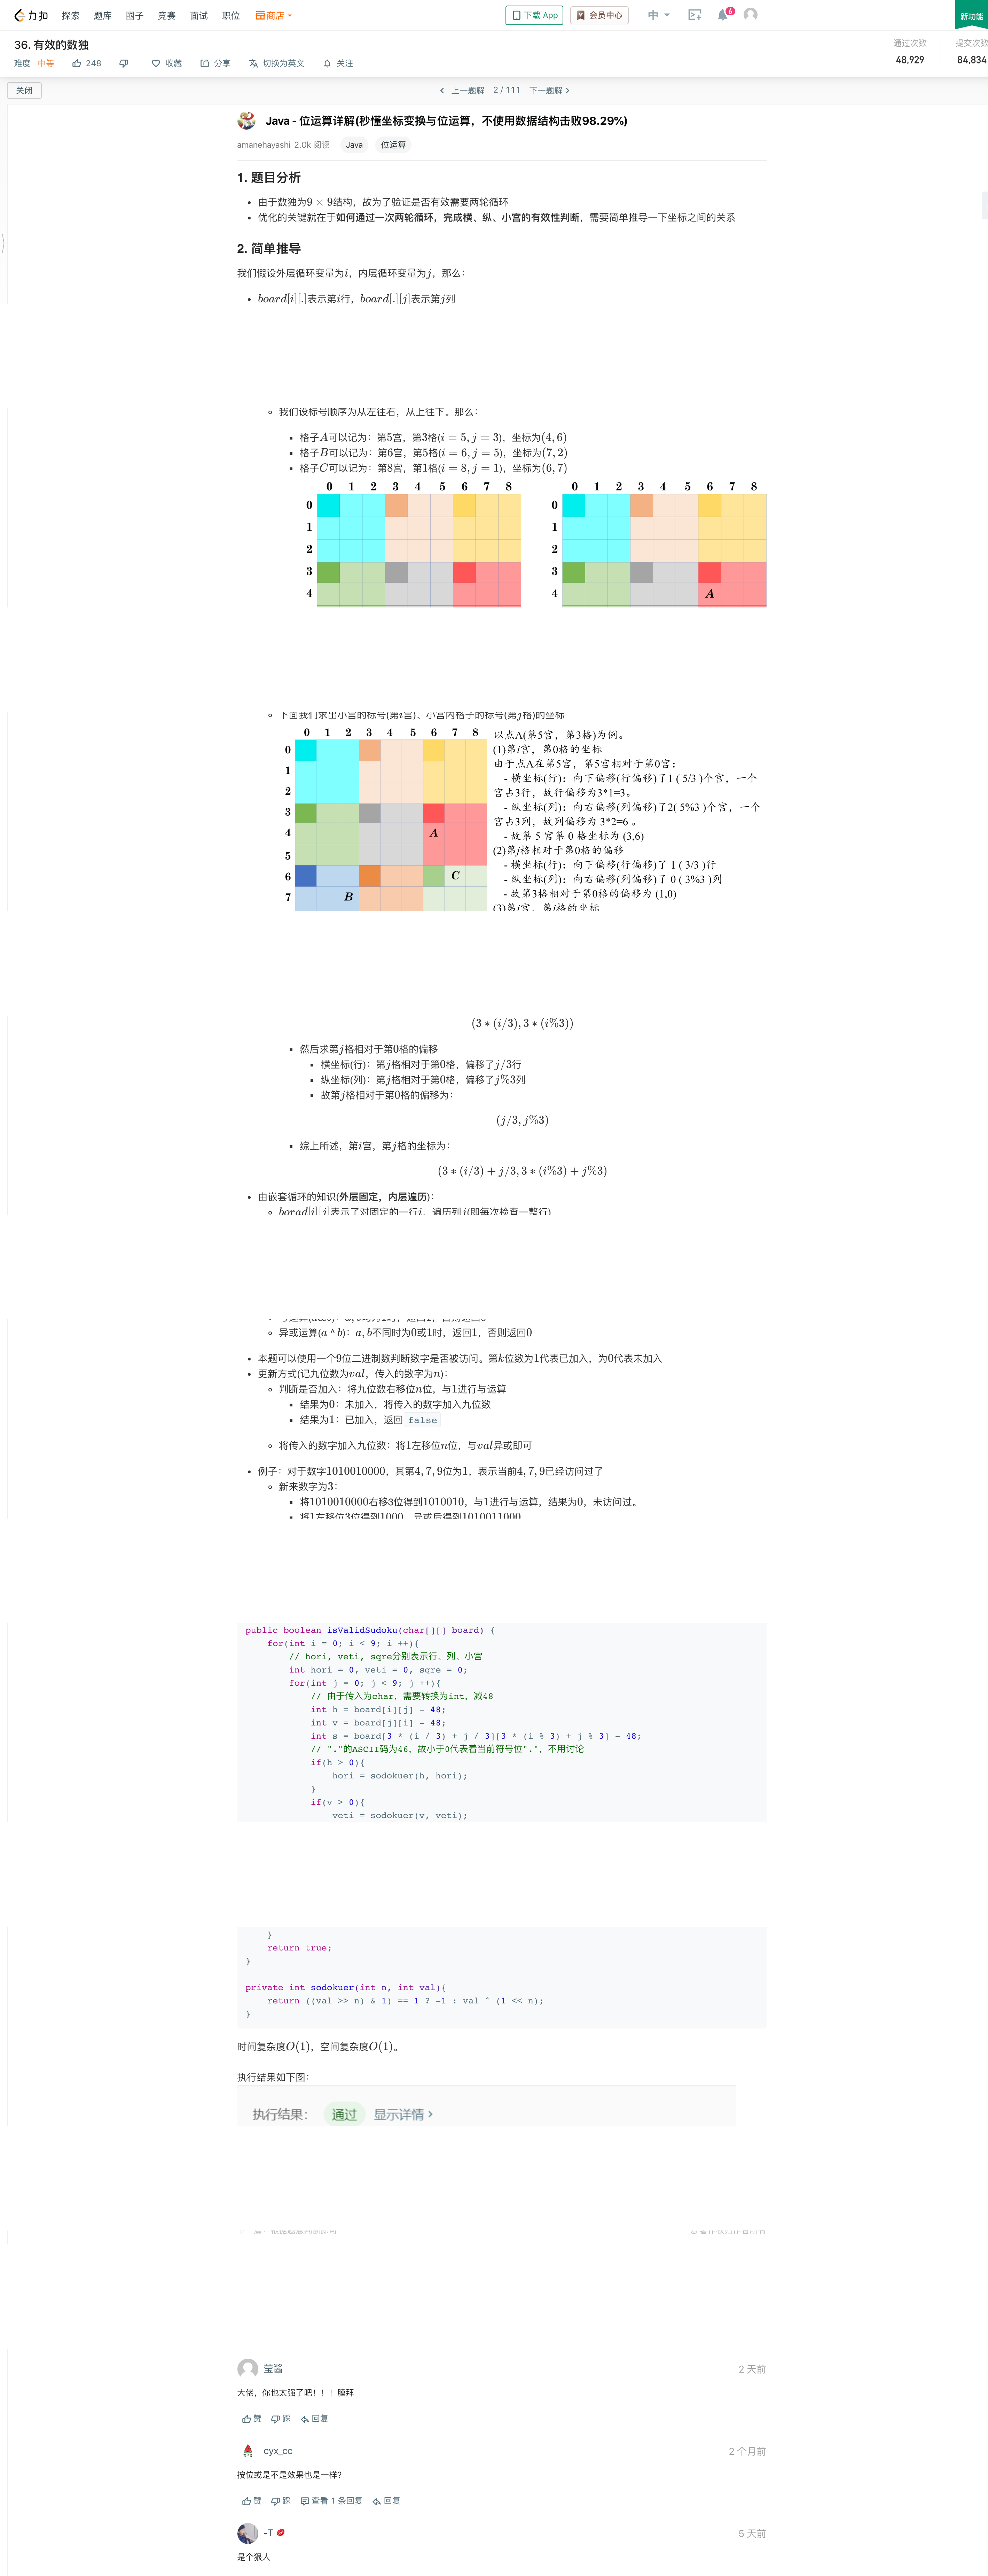 力扣 探索 题库 圈子 竞赛 面试 职位 商店 下载 App 会员中心 中 6 新功能
36. 有效的数独
难度 中等 248 收藏 分享 切换为英文 关注
通过次数 48,929 提交次数 84,834
关闭 上一题解 2 / 111 下一题解
Java - 位运算详解(秒懂坐标变换与位运算，不使用数据结构击败98.29%)
amanehayashi 2.0k 阅读 Java 位运算
1. 题目分析
由于数独为9 × 9结构，故为了验证是否有效需要两轮循环
优化的关键就在于如何通过一次两轮循环，完成横、纵、小宫的有效性判断，需要简单推导一下坐标之间的关系
2. 简单推导
我们假设外层循环变量为i，内层循环变量为j，那么：
board[i][.]表示第i行，board[.][j]表示第j列
我们设标号顺序为从左往右，从上往下。那么：
格子A可以记为：第5宫，第3格(i = 5, j = 3)，坐标为(4, 6)
格子B可以记为：第6宫，第5格(i = 6, j = 5)，坐标为(7, 2)
格子C可以记为：第8宫，第1格(i = 8, j = 1)，坐标为(6, 7)
0 1 2 3 4 5 6 7 8 0 1 2 3 4 5 6 7 8
0 0
1 1
2 2
3 3
4 4 A
下面我们求出小宫的标号(第i宫)、小宫内格子的标号(第j格)的坐标
0 1 2 3 4 5 6 7 8
0
1
2
3
4 A
5
6 C
7 B
以点A(第5宫，第3格)为例。
(1)第i宫，第0格的坐标
由于点A在第5宫，第5宫相对于第0宫：
- 横坐标(行)：向下偏移(行偏移)了1 ( 5/3 )个宫，一个
宫占3行，故行偏移为3*1=3。
- 纵坐标(列)：向右偏移(列偏移)了2( 5%3 )个宫，一个
宫占3列，故列偏移为 3*2=6 。
- 故第 5 宫第 0 格坐标为 (3,6)
(2)第j格相对于第0格的偏移
- 横坐标(行)：向下偏移(行偏移)了 1 ( 3/3 )行
- 纵坐标(列)：向右偏移(列偏移)了 0 ( 3%3 )列
- 故第3格相对于第0格的偏移为 (1,0)
(3)第i宫，第j格的坐标
(3 ∗ (i/3), 3 ∗ (i%3))
然后求第j格相对于第0格的偏移
横坐标(行)：第j格相对于第0格，偏移了j/3行
纵坐标(列)：第j格相对于第0格，偏移了j%3列
故第j格相对于第0格的偏移为：
(j/3, j%3)
综上所述，第i宫，第j格的坐标为：
(3 ∗ (i/3) + j/3, 3 ∗ (i%3) + j%3)
由嵌套循环的知识(外层固定，内层遍历)：
borad[i][j]表示了对固定的一行i，遍历列j(即每次检查一整行)
异或运算(a ^ b)：a, b不同时为0或1时，返回1，否则返回0
本题可以使用一个9位二进制数判断数字是否被访问。第k位数为1代表已加入，为0代表未加入
更新方式(记九位数为val，传入的数字为n)：
判断是否加入：将九位数右移位n位，与1进行与运算
结果为0：未加入，将传入的数字加入九位数
结果为1：已加入，返回 false
将传入的数字加入九位数：将1左移位n位，与val异或即可
例子：对于数字1010010000，其第4, 7, 9位为1，表示当前4, 7, 9已经访问过了
新来数字为3：
将1010010000右移3位得到1010010，与1进行与运算，结果为0，未访问过。
将1左移位3位得到1000，异或后得到1010011000
public boolean isValidSudoku(char[][] board) {
for(int i = 0; i < 9; i ++){
// hori, veti, sqre分别表示行、列、小宫
int hori = 0, veti = 0, sqre = 0;
for(int j = 0; j < 9; j ++){
// 由于传入为char，需要转换为int，减48
int h = board[i][j] - 48;
int v = board[j][i] - 48;
int s = board[3 * (i / 3) + j / 3][3 * (i % 3) + j % 3] - 48;
// "."的ASCII码为46，故小于0代表着当前符号位"."，不用讨论
if(h > 0){
hori = sodokuer(h, hori);
}
if(v > 0){
veti = sodokuer(v, veti);
}
return true;
}
private int sodokuer(int n, int val){
return ((val >> n) & 1) == 1 ? -1 : val ^ (1 << n);
}
时间复杂度O(1)，空间复杂度O(1)。
执行结果如下图：
执行结果： 通过 显示详情
莹酱 2 天前
大佬，你也太强了吧！！！膜拜
赞 踩 回复
cyx_cc 2 个月前
按位或是不是效果也是一样?
赞 踩 查看 1 条回复 回复
-T 5 天前
是个狠人